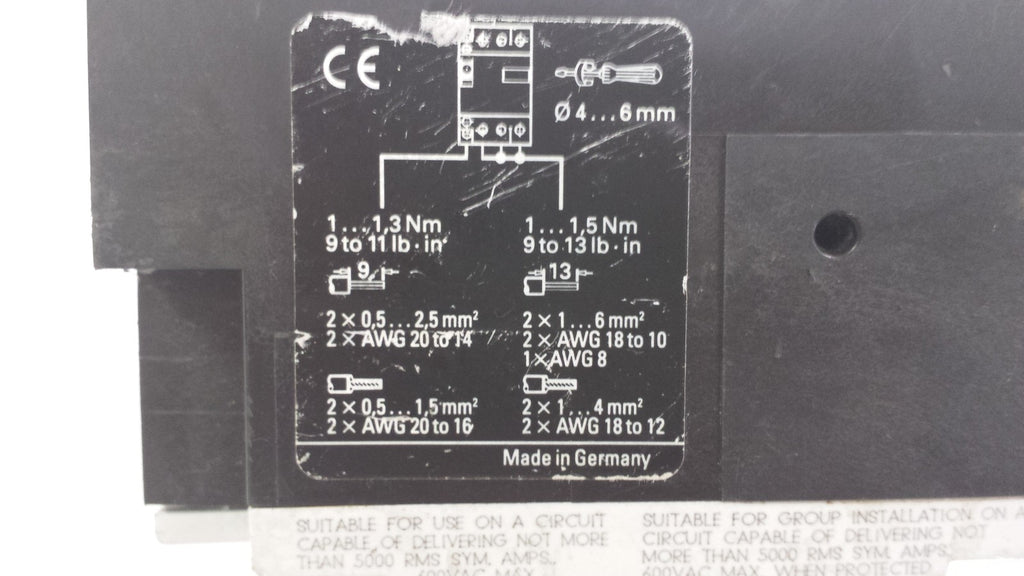 CE
Ø 4...6 mm
1...1,3 Nm
9 to 11 lb · in
9
2 × 0,5...2,5 mm²
2 × AWG 20 to 14
2 × 0,5...1,5 mm²
2 × AWG 20 to 16
1...1,5 Nm
9 to 13 lb · in
13
2 × 1...6 mm²
2 × AWG 18 to 10
1 × AWG 8
2 × 1...4 mm²
2 × AWG 18 to 12
Made in Germany
SUITABLE FOR USE ON A CIRCUIT
CAPABLE OF DELIVERING NOT MORE
THAN 5000 RMS SYM. AMPS.,
600VAC MAX.
SUITABLE FOR GROUP INSTALLATION ON A
CIRCUIT CAPABLE OF DELIVERING NOT
MORE THAN 5000 RMS SYM. AMPS,
600VAC MAX. WHEN PROTECTED